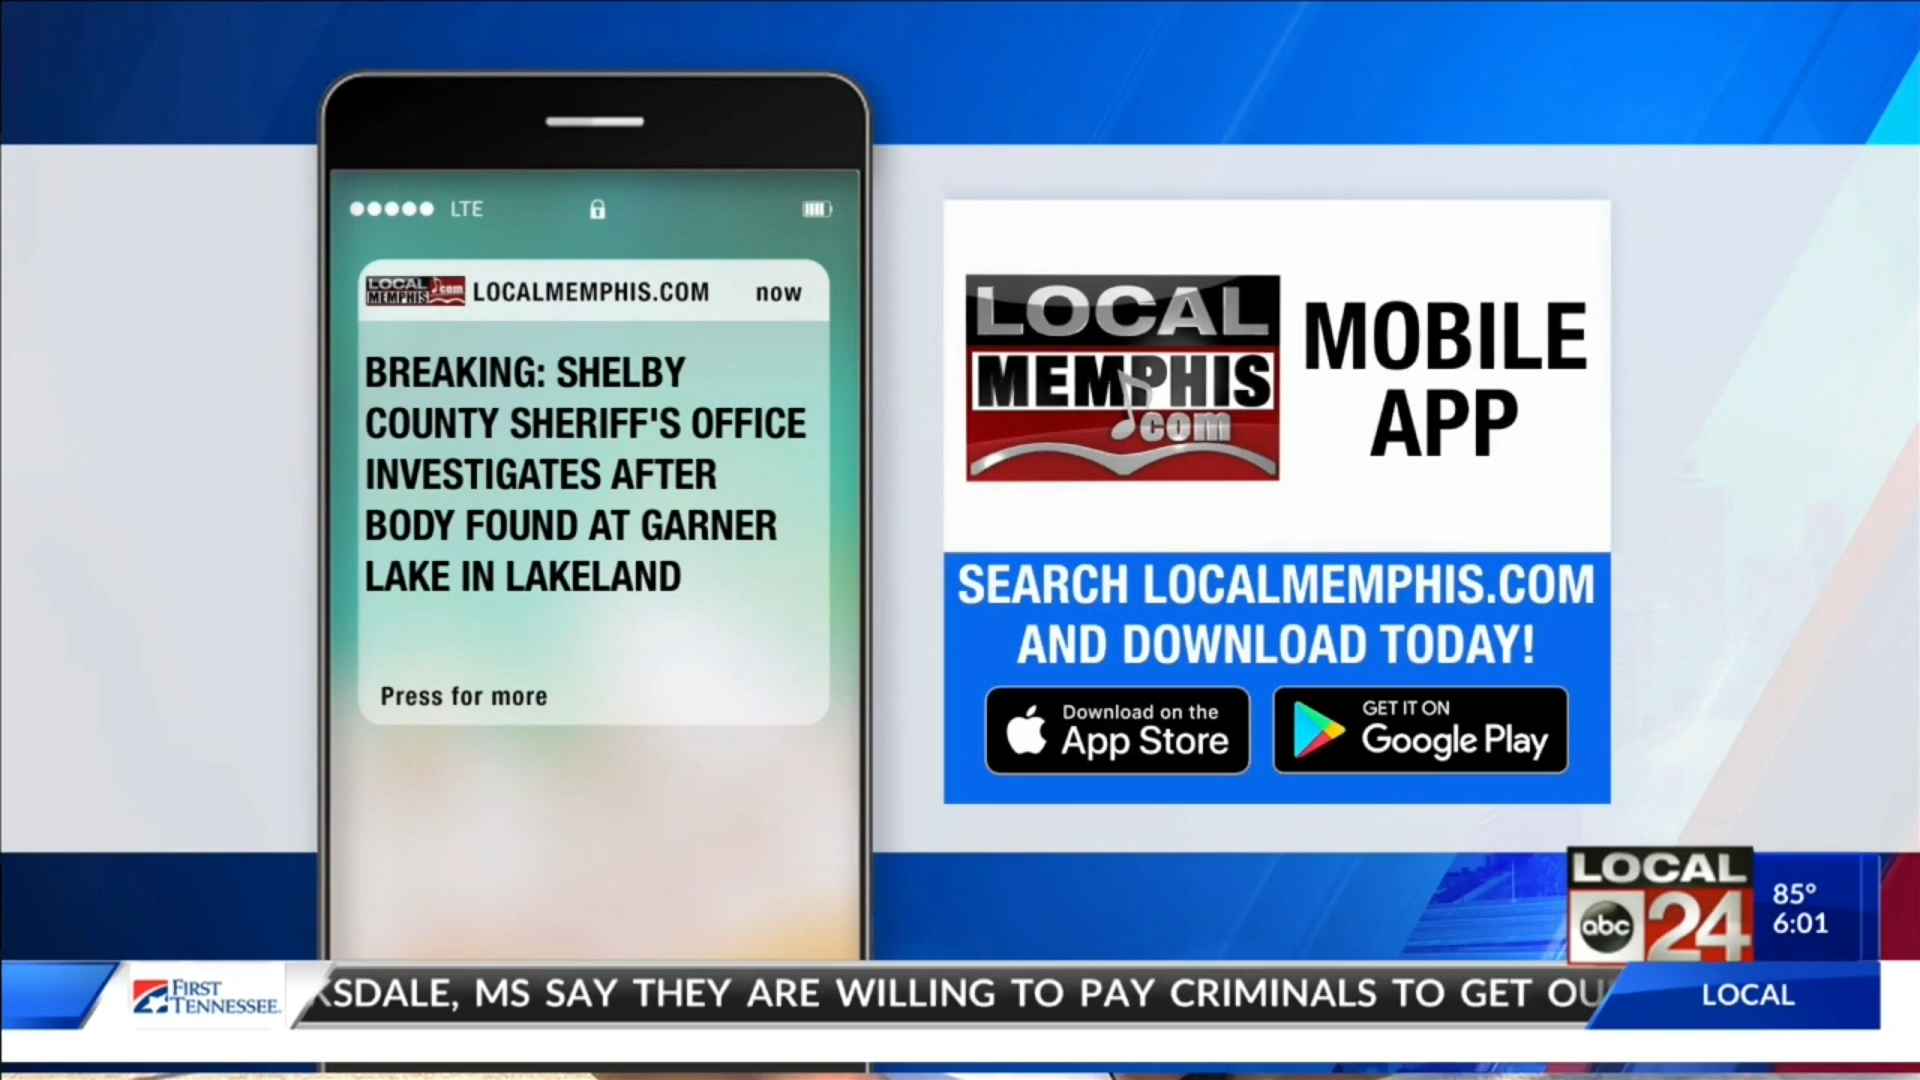 LTE
LOCAL MEMPHIS .com LOCALMEMPHIS.COM now
BREAKING: SHELBY
COUNTY SHERIFF'S OFFICE
INVESTIGATES AFTER
BODY FOUND AT GARNER
LAKE IN LAKELAND
Press for more
LOCAL
MEMPHIS
.com
MOBILE
APP
SEARCH LOCALMEMPHIS.COM
AND DOWNLOAD TODAY!
Download on the
App Store
GET IT ON
Google Play
LOCAL
abc 24
85°
6:01
FIRST
TENNESSEE.
KSDALE, MS SAY THEY ARE WILLING TO PAY CRIMINALS TO GET OU
LOCAL